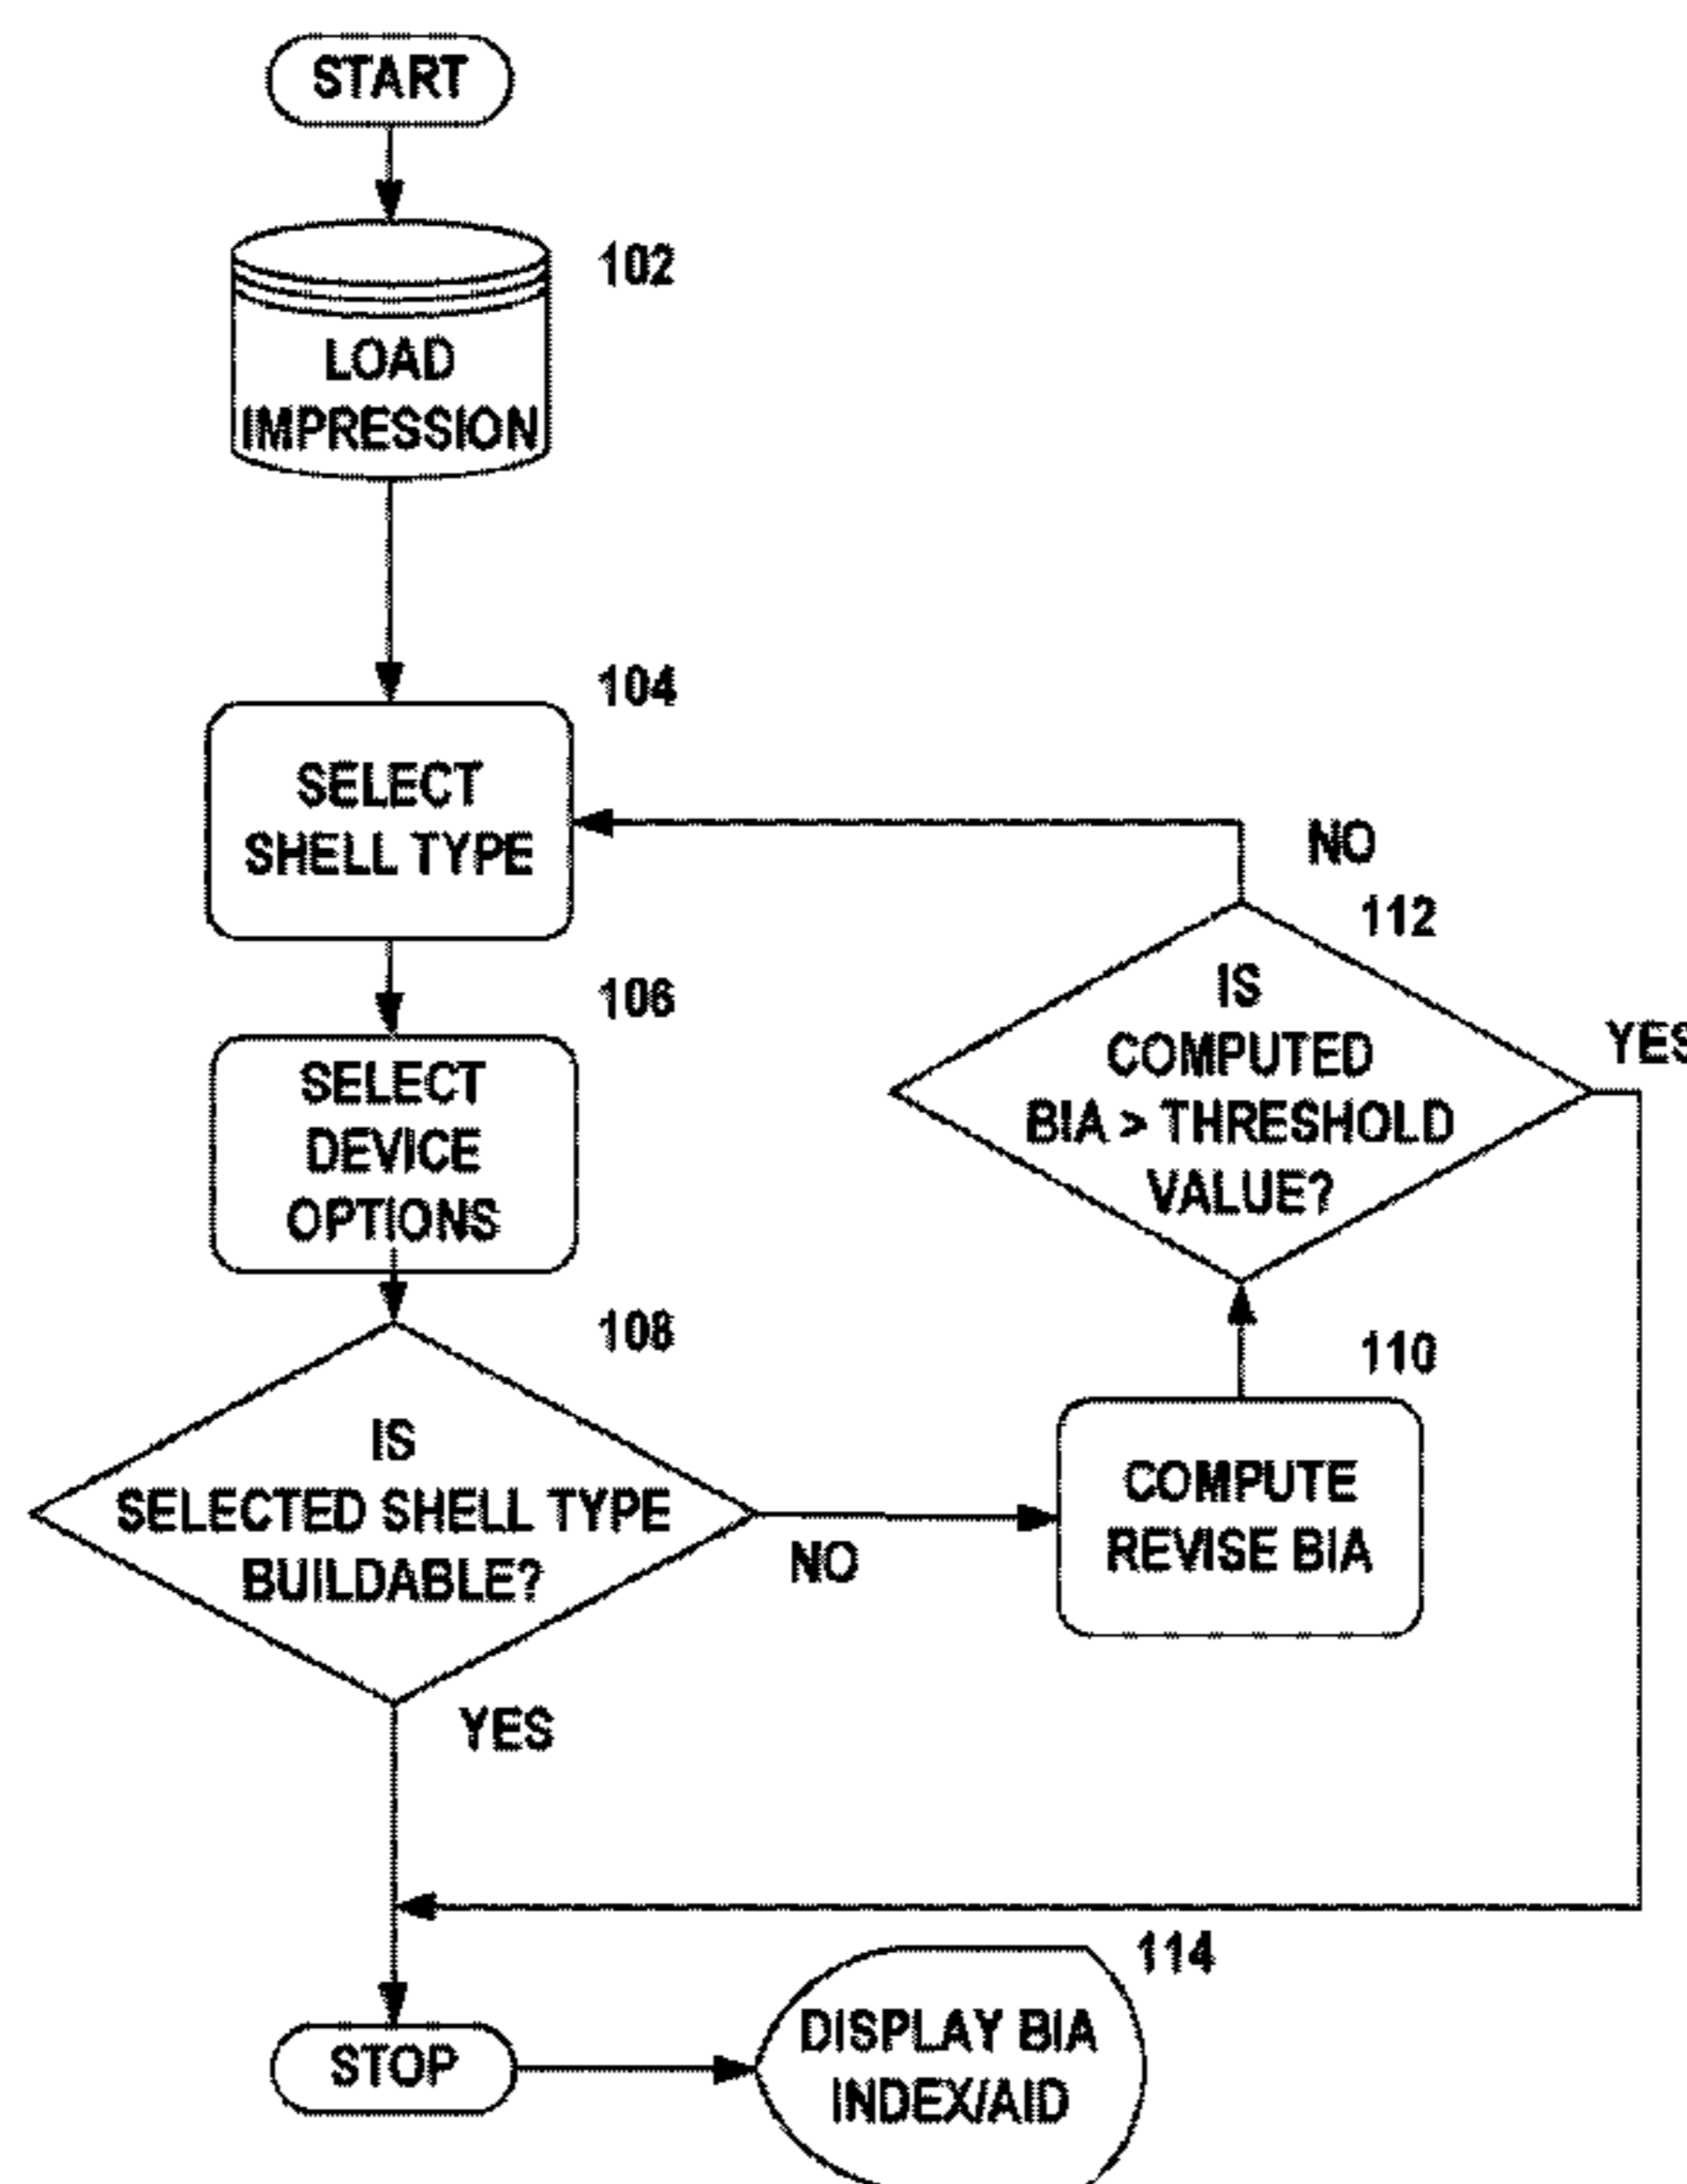 START
102
LOAD
IMPRESSION
104
SELECT
SHELL TYPE
NO
112
106
SELECT
DEVICE
OPTIONS
IS
COMPUTED
BIA > THRESHOLD
VALUE?
YES
108
IS
SELECTED SHELL TYPE
BUILDABLE?
NO
110
COMPUTE
REVISE BIA
YES
114
STOP
DISPLAY BIA
INDEX/AID